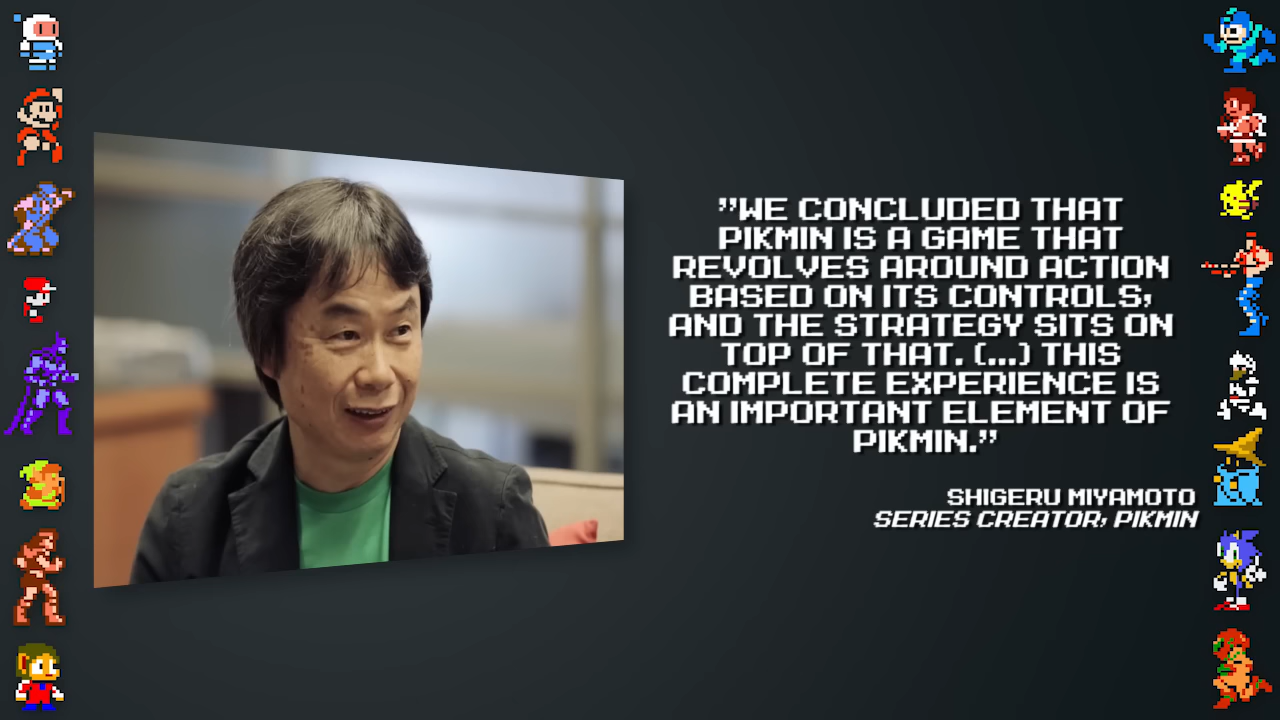 ”WE CONCLUDED THAT
PIKMIN IS A GAME THAT
REVOLVES AROUND ACTION
BASED ON ITS CONTROLS,
AND THE STRATEGY SITS ON
TOP OF THAT. (...) THIS
COMPLETE EXPERIENCE IS
AN IMPORTANT ELEMENT OF
PIKMIN.”
SHIGERU MIYAMOTO
SERIES CREATOR, PIKMIN